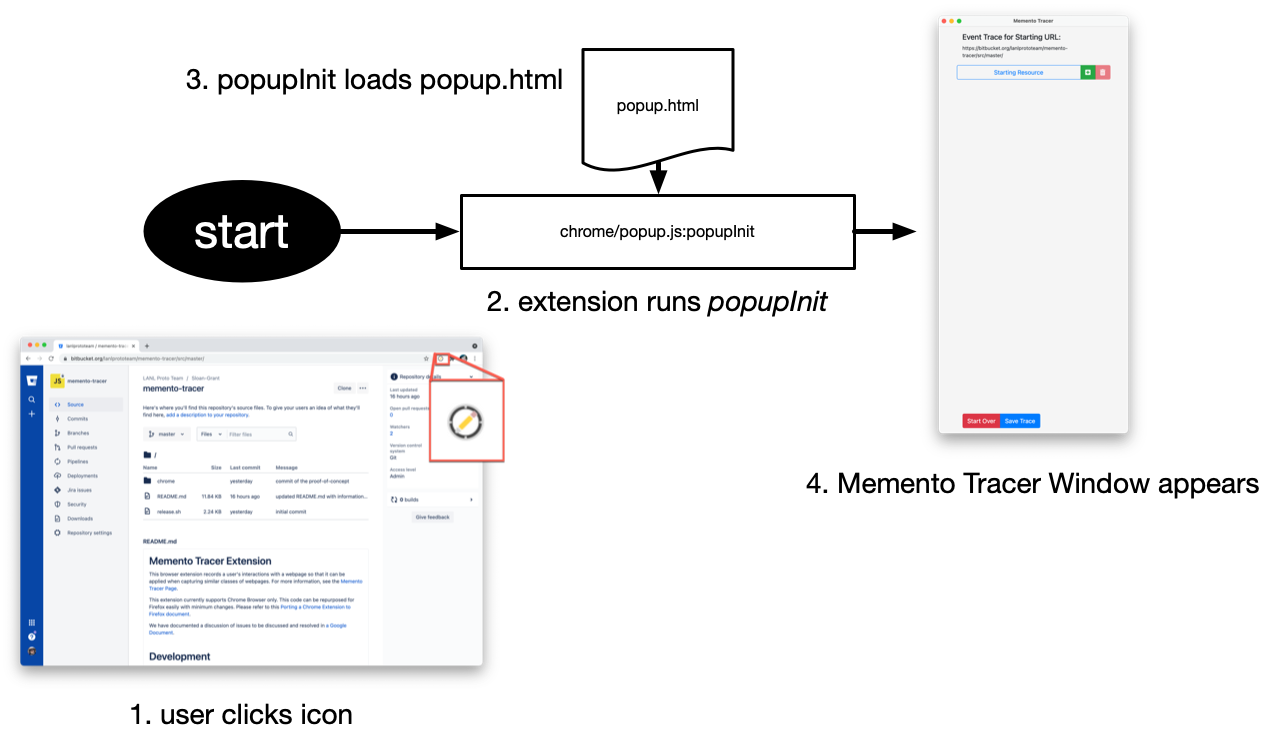 3. popupInit loads popup.html
popup.html
start
chrome/popup.js:popupInit
2. extension runs popupInit
Memento Tracer
Event Trace for Starting URL:
https://bitbucket.org/lanlprototeam/memento-
tracer/src/master/
Starting Resource
Start Over Save Trace
4. Memento Tracer Window appears
lanlprototeam / memento-trac
bitbucket.org/lanlprototeam/memento-tracer/src/master/
JS memento-tracer
Source
Commits
Branches
Pull requests
Pipelines
Deployments
Jira issues
Security
Downloads
Repository settings
LANL Proto Team / Sloan-Grant
memento-tracer
Clone
Here's where you'll find this repository's source files. To give your users an idea of what they'll
find here, add a description to your repository.
master Files Filter files
/
Name Size Last commit Message
chrome yesterday commit of the proof-of-concept
README.md 11.84 KB 16 hours ago updated README.md with information...
release.sh 2.24 KB yesterday initial commit
README.md
Memento Tracer Extension
This browser extension records a user's interactions with a webpage so that it can be
applied when capturing similar classes of webpages. For more information, see the Memento
Tracer Page.
This extension currently supports Chrome Browser only. This code can be repurposed for
Firefox easily with minimum changes. Please refer to this Porting a Chrome Extension to
Firefox document.
We have documented a discussion of issues to be discussed and resolved in a Google
Document.
Development
Repository details
Last updated
16 hours ago
Open pull requests
0
Watchers
2
Version control
system
Git
Access level
Admin
0 builds
Give feedback
1. user clicks icon